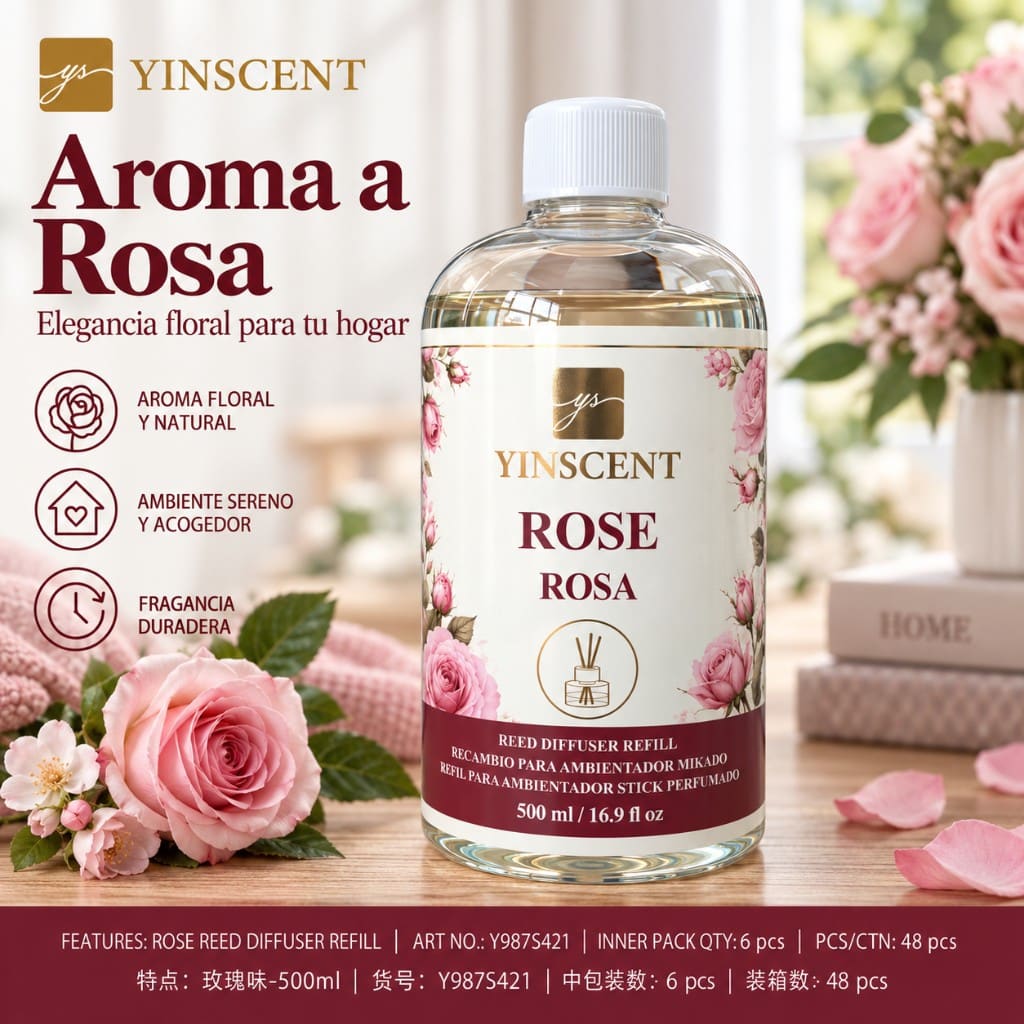 ys YINSCENT
Aroma a
Rosa
Elegancia floral para tu hogar
AROMA FLORAL
Y NATURAL
AMBIENTE SERENO
Y ACOGEDOR
FRAGANCIA
DURADERA
ys
YINSCENT
ROSE
ROSA
REED DIFFUSER REFILL
RECAMBIO PARA AMBIENTADOR MIKADO
REFIL PARA AMBIENTADOR STICK PERFUMADO
500 ml / 16.9 fl oz
HOME
FEATURES: ROSE REED DIFFUSER REFILL | ART NO.: Y987S421 | INNER PACK QTY: 6 pcs | PCS/CTN: 48 pcs
特点：玫瑰味-500ml | 货号：Y987S421 | 中包装数：6 pcs | 装箱数：48 pcs